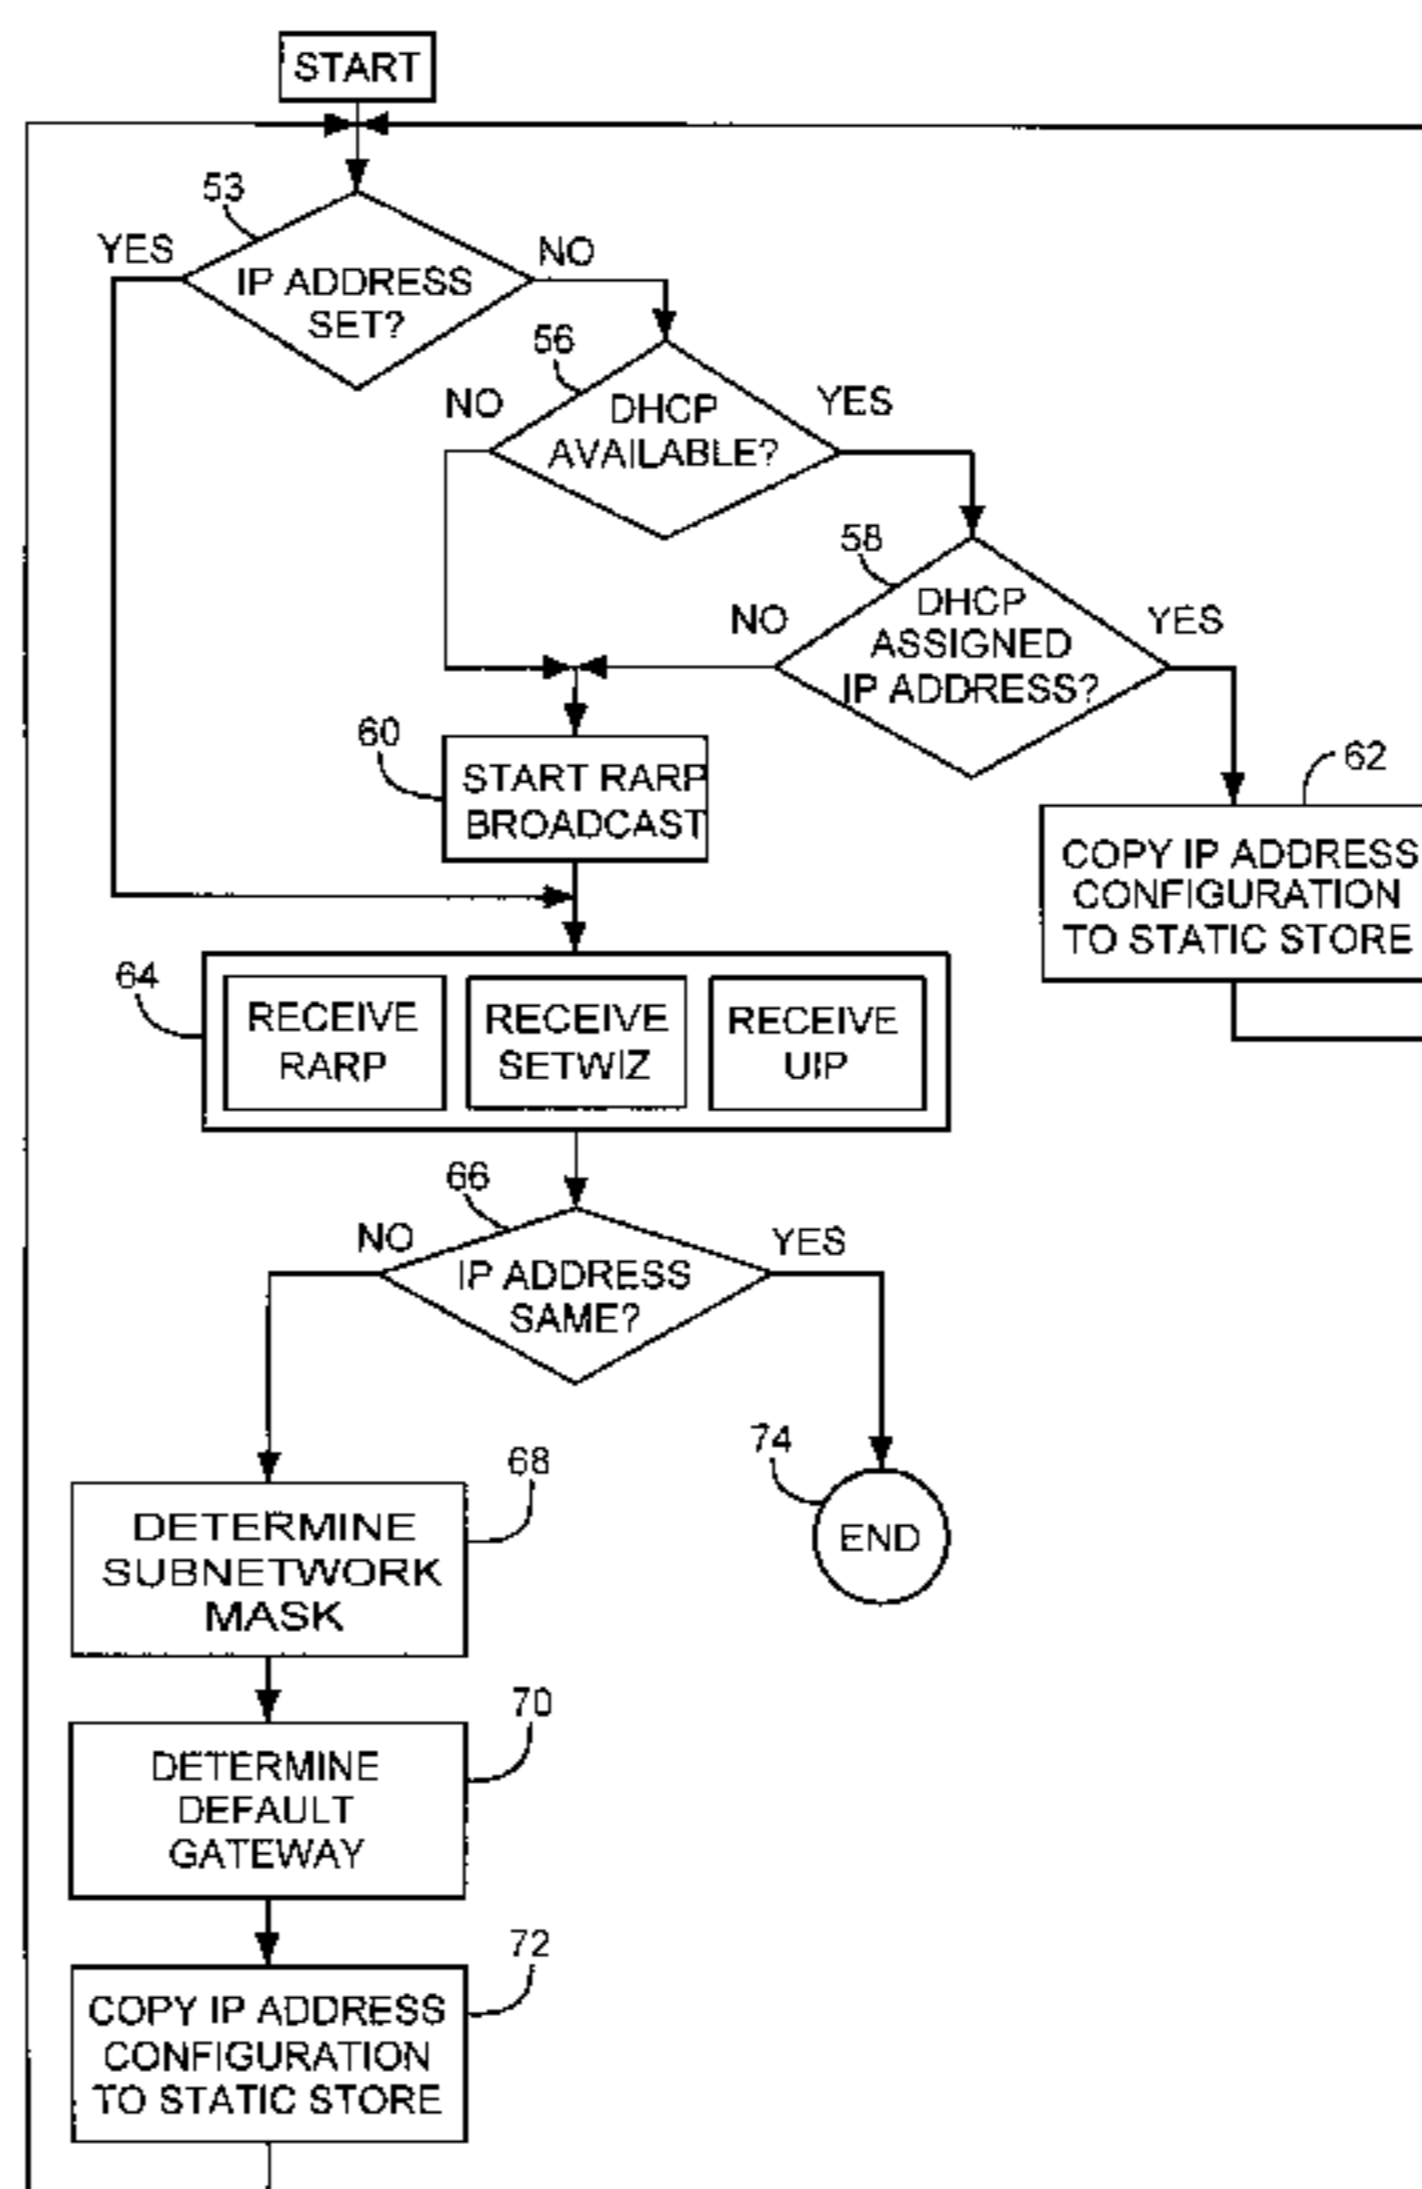 START
53
YES
NO
IP ADDRESS
SET?
56
NO
YES
DHCP
AVAILABLE?
58
NO
YES
DHCP
ASSIGNED
IP ADDRESS?
60
START RARP
BROADCAST
62
COPY IP ADDRESS
CONFIGURATION
TO STATIC STORE
64
RECEIVE
RARP
RECEIVE
SETWIZ
RECEIVE
UIP
66
NO
YES
IP ADDRESS
SAME?
68
DETERMINE
SUBNETWORK
MASK
74
END
70
DETERMINE
DEFAULT
GATEWAY
72
COPY IP ADDRESS
CONFIGURATION
TO STATIC STORE